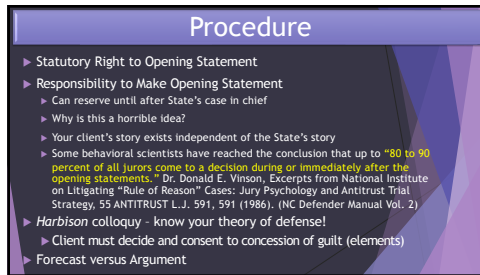 Procedure
▶ Statutory Right to Opening Statement
▶ Responsibility to Make Opening Statement
▶ Can reserve until after State's case in chief
▶ Why is this a horrible idea?
▶ Your client's story exists independent of the State's story
▶ Some behavioral scientists have reached the conclusion that up to "80 to 90
percent of all jurors come to a decision during or immediately after the
opening statements." Dr. Donald E. Vinson, Excerpts from National Institute
on Litigating "Rule of Reason" Cases: Jury Psychology and Antitrust Trial
Strategy, 55 ANTITRUST L.J. 591, 591 (1986). (NC Defender Manual Vol. 2)
▶ Harbison colloquy – know your theory of defense!
▶ Client must decide and consent to concession of guilt (elements)
▶ Forecast versus Argument